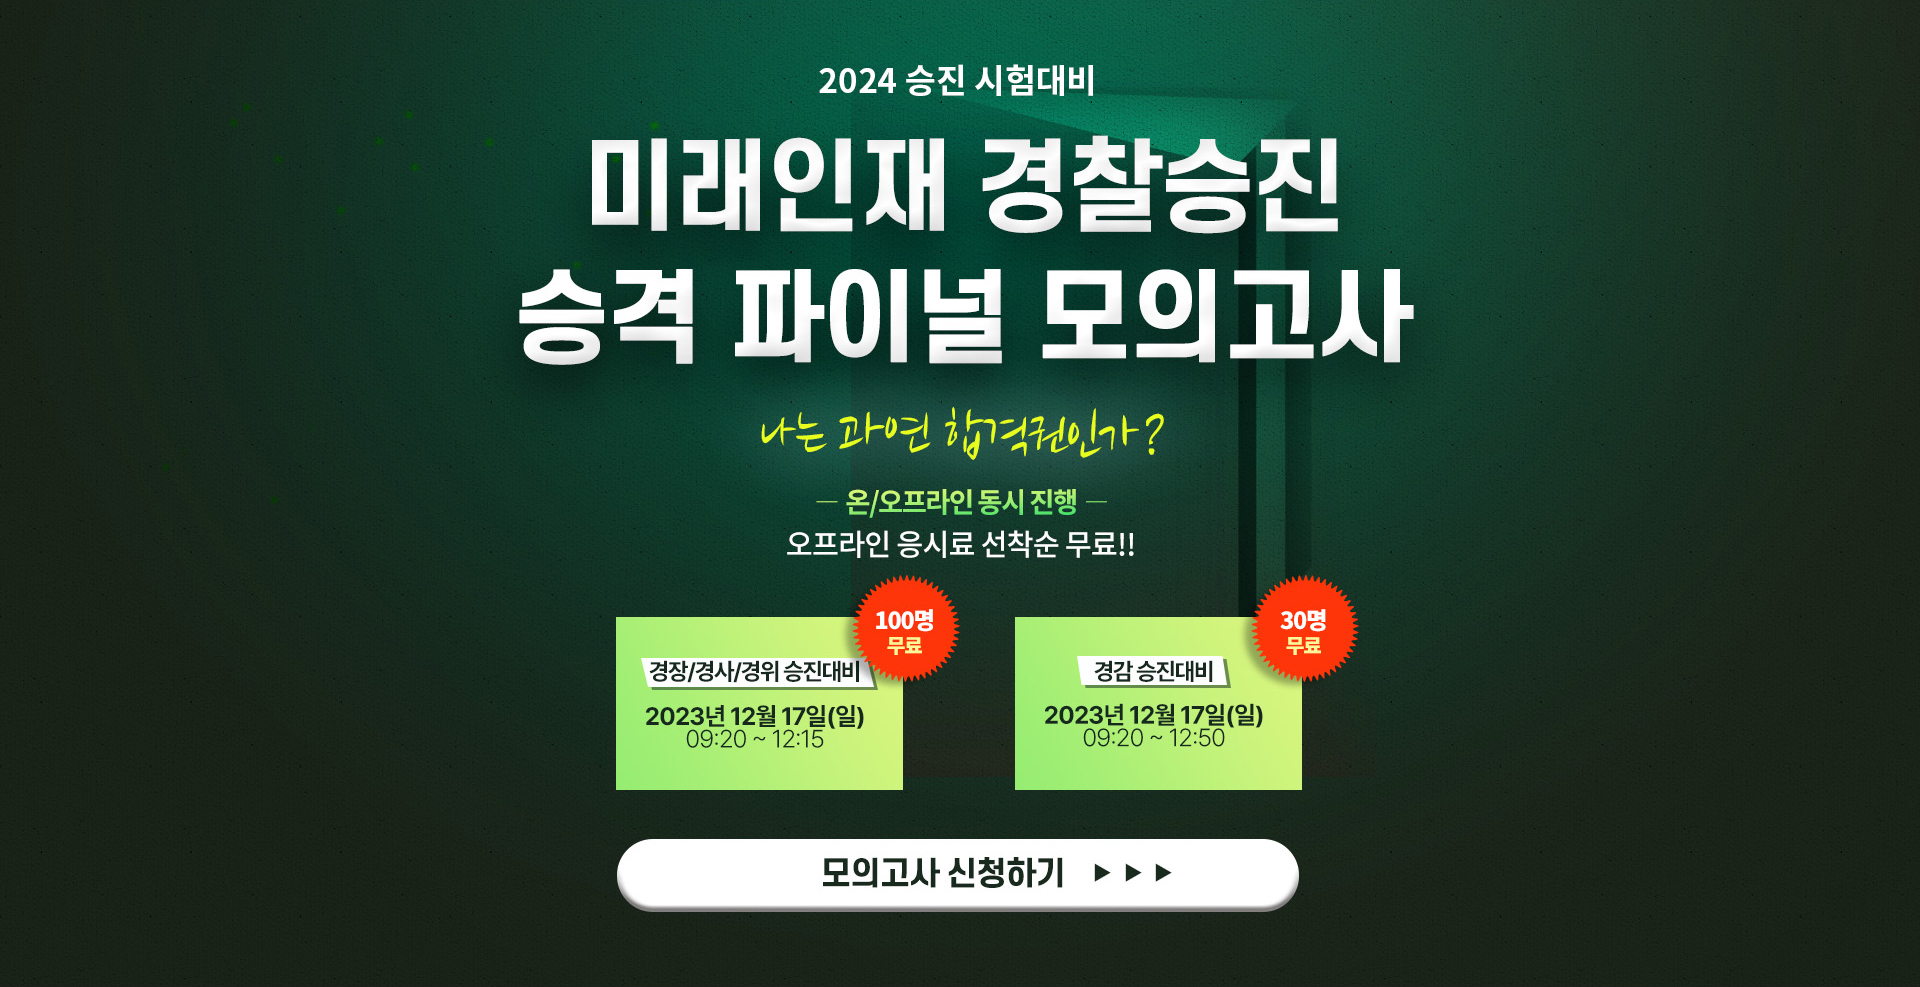 2024 승진 시험대비
미래인재 경찰승진
승격 파이널 모의고사
나는 과연 합격권인가?
온/오프라인 동시 진행
오프라인 응시료 선착순 무료!!
100명
무료
경장/경사/경위 승진대비
2023년 12월 17일(일)
09:20 ~ 12:15
30명
무료
경감 승진대비
2023년 12월 17일(일)
09:20 ~ 12:50
모의고사 신청하기 ▶ ▶ ▶